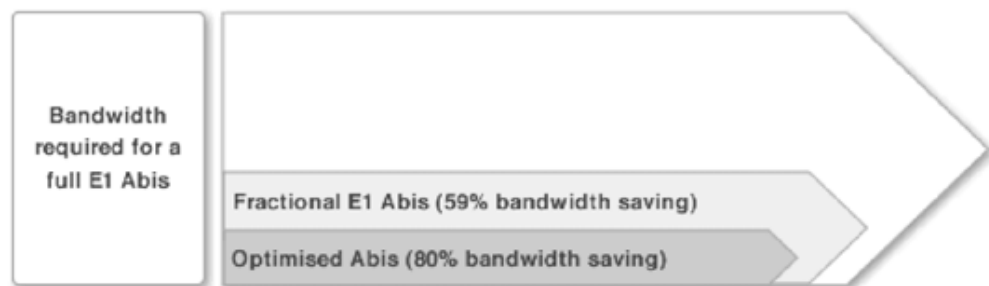 Bandwidth
required for a
full E1 Abis
Fractional E1 Abis (59% bandwidth saving)
Optimised Abis (80% bandwidth saving)